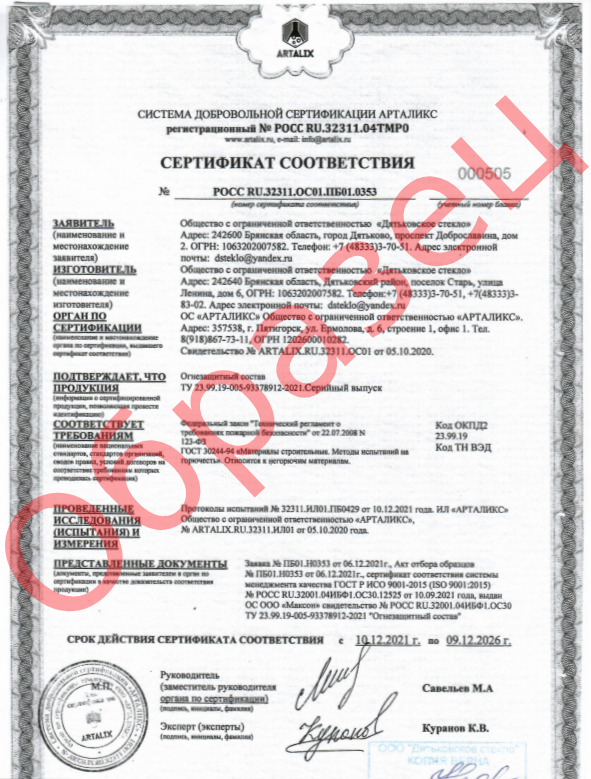 ARTALIX
СИСТЕМА ДОБРОВОЛЬНОЙ СЕРТИФИКАЦИИ АРТАЛИКС
регистрационный № РОСС RU.32311.04ТМР0
www.artalix.ru, e-mail: info@artalix.ru
СЕРТИФИКАТ СООТВЕТСТВИЯ
000505
№ РОСС RU.32311.ОС01.ПБ01.0353
(номер сертификата соответствия) (учетный номер бланка)
ЗАЯВИТЕЛЬ
(наименование и
местонахождение
заявителя)
Общество с ограниченной ответственностью «Дятьковское стекло»
Адрес: 242600 Брянская область, город Дятьково, проспект Доброславина, дом
2. ОГРН: 1063202007582. Телефон: +7 (48333)3-70-51. Адрес электронной
почты: dsteklo@yandex.ru
ИЗГОТОВИТЕЛЬ
(наименование и
местонахождение
изготовителя)
Общество с ограниченной ответственностью «Дятьковское стекло»
Адрес: 242640 Брянская область, Дятьковский район, поселок Старь, улица
Ленина, дом 6, ОГРН: 1063202007582. Телефон:+7 (48333)3-70-51, +7(48333)3-
83-02. Адрес электронной почты: dsteklo@yandex.ru
ОРГАН ПО
СЕРТИФИКАЦИИ
(наименование и местонахождение
органа по сертификации, выдавшего
сертификат соответствия)
ОС «АРТАЛИКС» Общество с ограниченной ответственностью «АРТАЛИКС».
Адрес: 357538, г. Пятигорск, ул. Ермолова, д. 6, строение 1, офис 1. Тел.
8(918)867-73-11, ОГРН 1202600010282.
Свидетельство № ARTALIX.RU.32311.ОС01 от 05.10.2020.
ПОДТВЕРЖДАЕТ, ЧТО
ПРОДУКЦИЯ
(информация о сертифицированной
продукции, позволяющая провести
идентификацию)
Огнезащитный состав
ТУ 23.99.19-005-93378912-2021.Серийный выпуск
СООТВЕТСТВУЕТ
ТРЕБОВАНИЯМ
(наименование национальных
стандартов, стандартов организаций,
сводов правил, условий договоров на
соответствие требованиям которых
проводилась сертификация)
Федеральный закон "Технический регламент о
требованиях пожарной безопасности" от 22.07.2008 N
123-ФЗ
ГОСТ 30244-94 «Материалы строительные. Методы испытаний на
горючесть». Относится к негорючим материалам.
Код ОКПД2
23.99.19
Код ТН ВЭД
ПРОВЕДЕННЫЕ
ИССЛЕДОВАНИЯ
(ИСПЫТАНИЯ) И
ИЗМЕРЕНИЯ
Протоколы испытаний № 32311.ИЛ01.ПБ0429 от 10.12.2021 года. ИЛ «АРТАЛИКС»
Общество с ограниченной ответственностью «АРТАЛИКС»,
№ ARTALIX.RU.32311.ИЛ01 от 05.10.2020 года.
ПРЕДСТАВЛЕННЫЕ ДОКУМЕНТЫ
(документы, представленные заявителем в орган по
сертификации в качестве доказательств соответствия
продукции)
Заявка № ПБ01.Н0353 от 06.12.2021г., Акт отбора образцов
№ ПБ01.Н0353 от 06.12.2021г., сертификат соответствия системы
менеджмента качества ГОСТ Р ИСО 9001-2015 (ISO 9001:2015)
№ РОСС RU.32001.04ИБФ1.ОС30.12525 от 10.09.2021 года, выдан
ОС ООО «Максон» свидетельство № РОСС RU.32001.04ИБФ1.ОС30
ТУ 23.99.19-005-93378912-2021 "Огнезащитный состав"
СРОК ДЕЙСТВИЯ СЕРТИФИКАТА СООТВЕТСТВИЯ с 10.12.2021 г. по 09.12.2026 г.
М.П.
ARTALIX
Руководитель
(заместитель руководителя
органа по сертификации)
(подпись, инициалы, фамилия)
Савельев М.А
Эксперт (эксперты)
(подпись, инициалы, фамилия)
Куранов К.В.
ООО "Дятьковское стекло"
КОПИЯ ВЕРНА
Образец